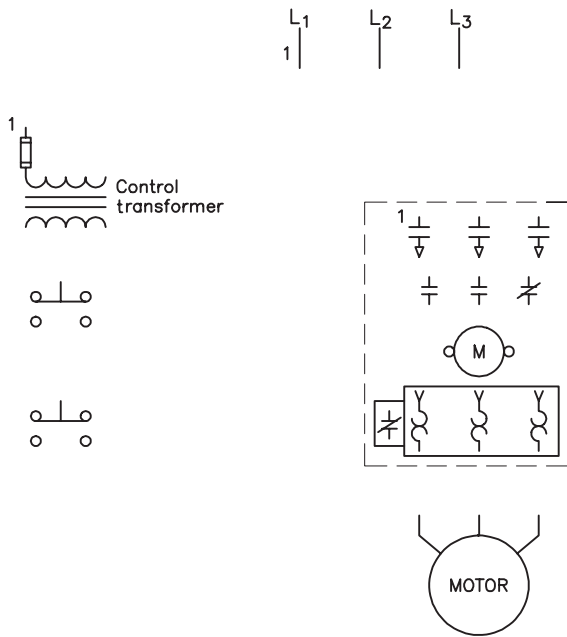 L1 L2 L3
1
1
Control
transformer
1
M
MOTOR